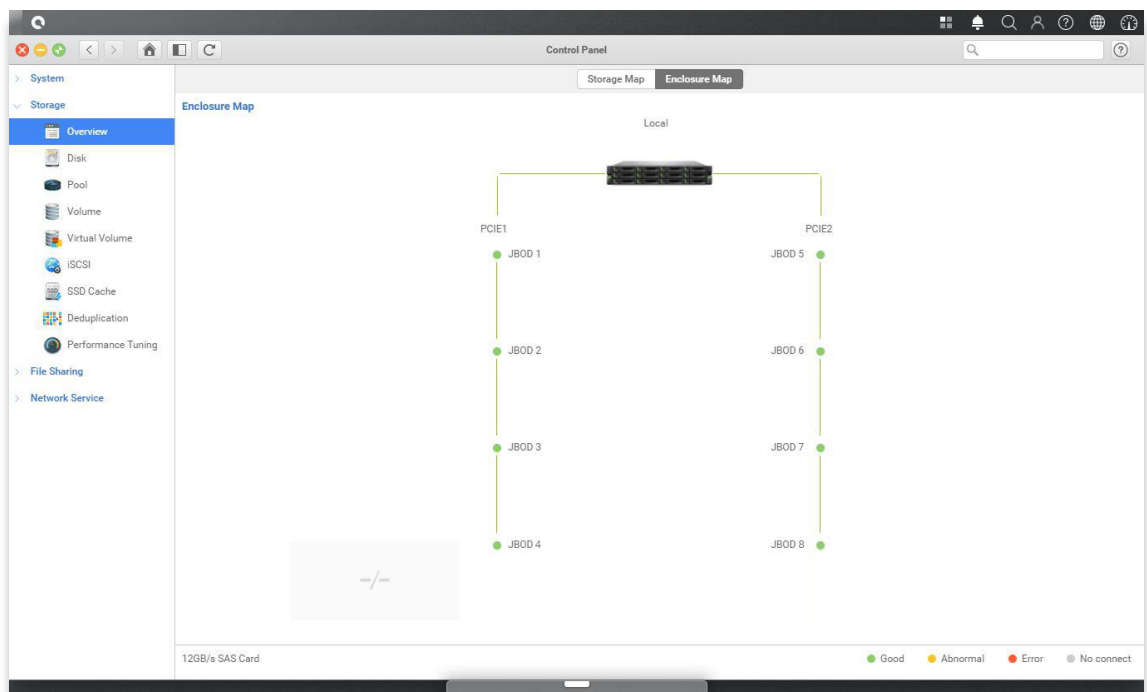 Control Panel
System
Storage Map Enclosure Map
Storage
Enclosure Map
Local
Overview
Disk
Pool
Volume
PCIE1 PCIE2
Virtual Volume
JBOD 1 JBOD 5
iSCSI
SSD Cache
Deduplication
Performance Tuning
JBOD 2 JBOD 6
File Sharing
Network Service
JBOD 3 JBOD 7
JBOD 4 JBOD 8
-/-
12GB/s SAS Card Good Abnormal Error No connect